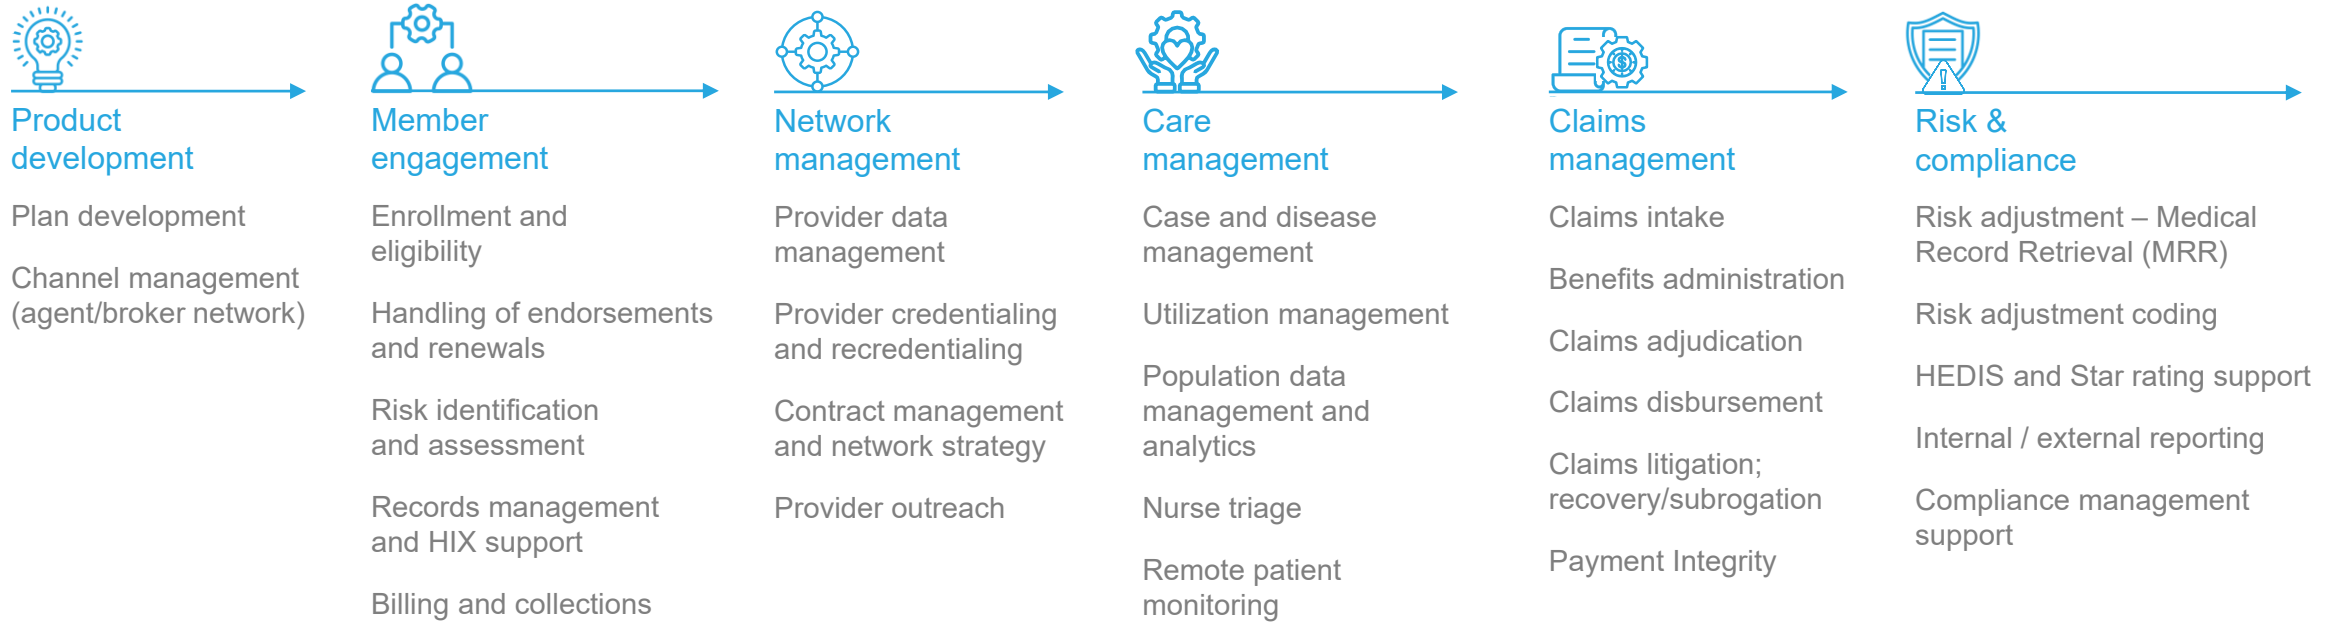 Product
development
Plan development
Channel management
(agent/broker network)
Member
engagement
Enrollment and
eligibility
Handling of endorsements
and renewals
Risk identification
and assessment
Records management
and HIX support
Billing and collections
Network
management
Provider data
management
Provider credentialing
and recredentialing
Contract management
and network strategy
Provider outreach
Care
management
Case and disease
management
Utilization management
Population data
management and
analytics
Nurse triage
Remote patient
monitoring
$
Claims
management
Claims intake
Benefits administration
Claims adjudication
Claims disbursement
Claims litigation;
recovery/subrogation
Payment Integrity
!
Risk &
compliance
Risk adjustment – Medical
Record Retrieval (MRR)
Risk adjustment coding
HEDIS and Star rating support
Internal / external reporting
Compliance management
support